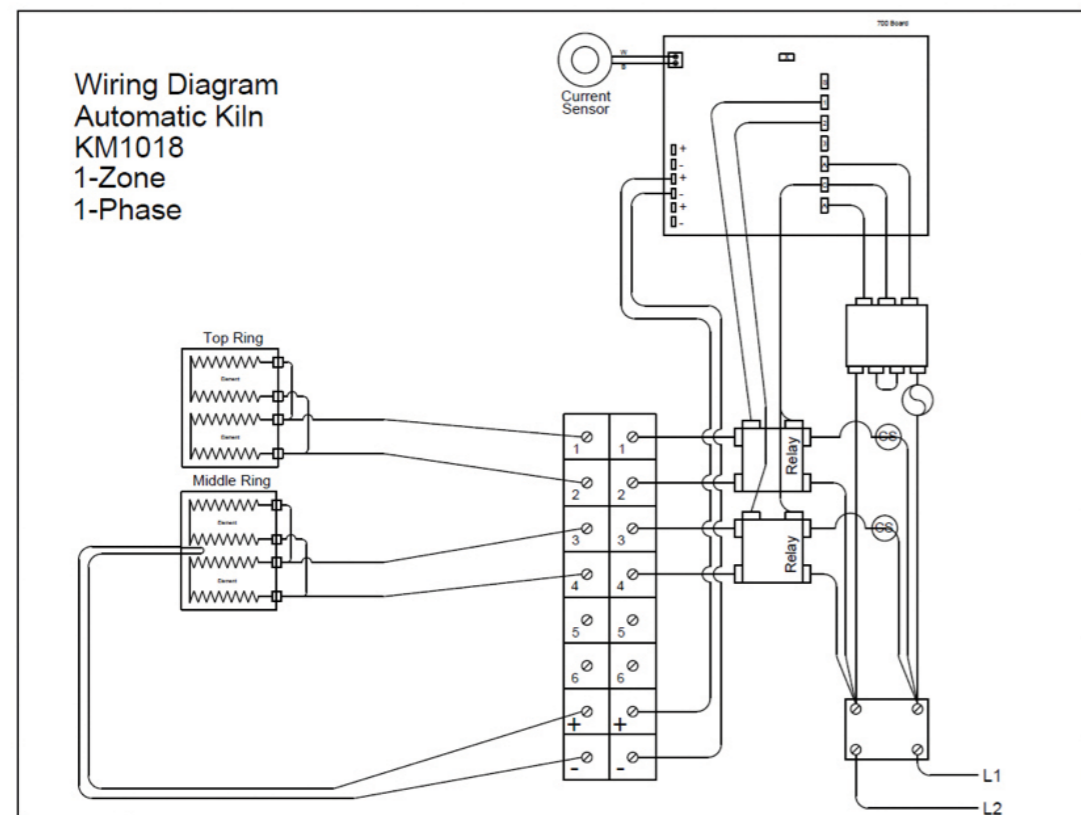 700 Board
W
B
Current
Sensor
Wiring Diagram
Automatic Kiln
KM1018
1-Zone
1-Phase
+
-
+
-
+
-
Top Ring
Element
Element
Middle Ring
Element
Element
1 1
2 2
3 3
4 4
5 5
6 6
+ +
- -
Relay
CS
Relay
CS
L1
L2